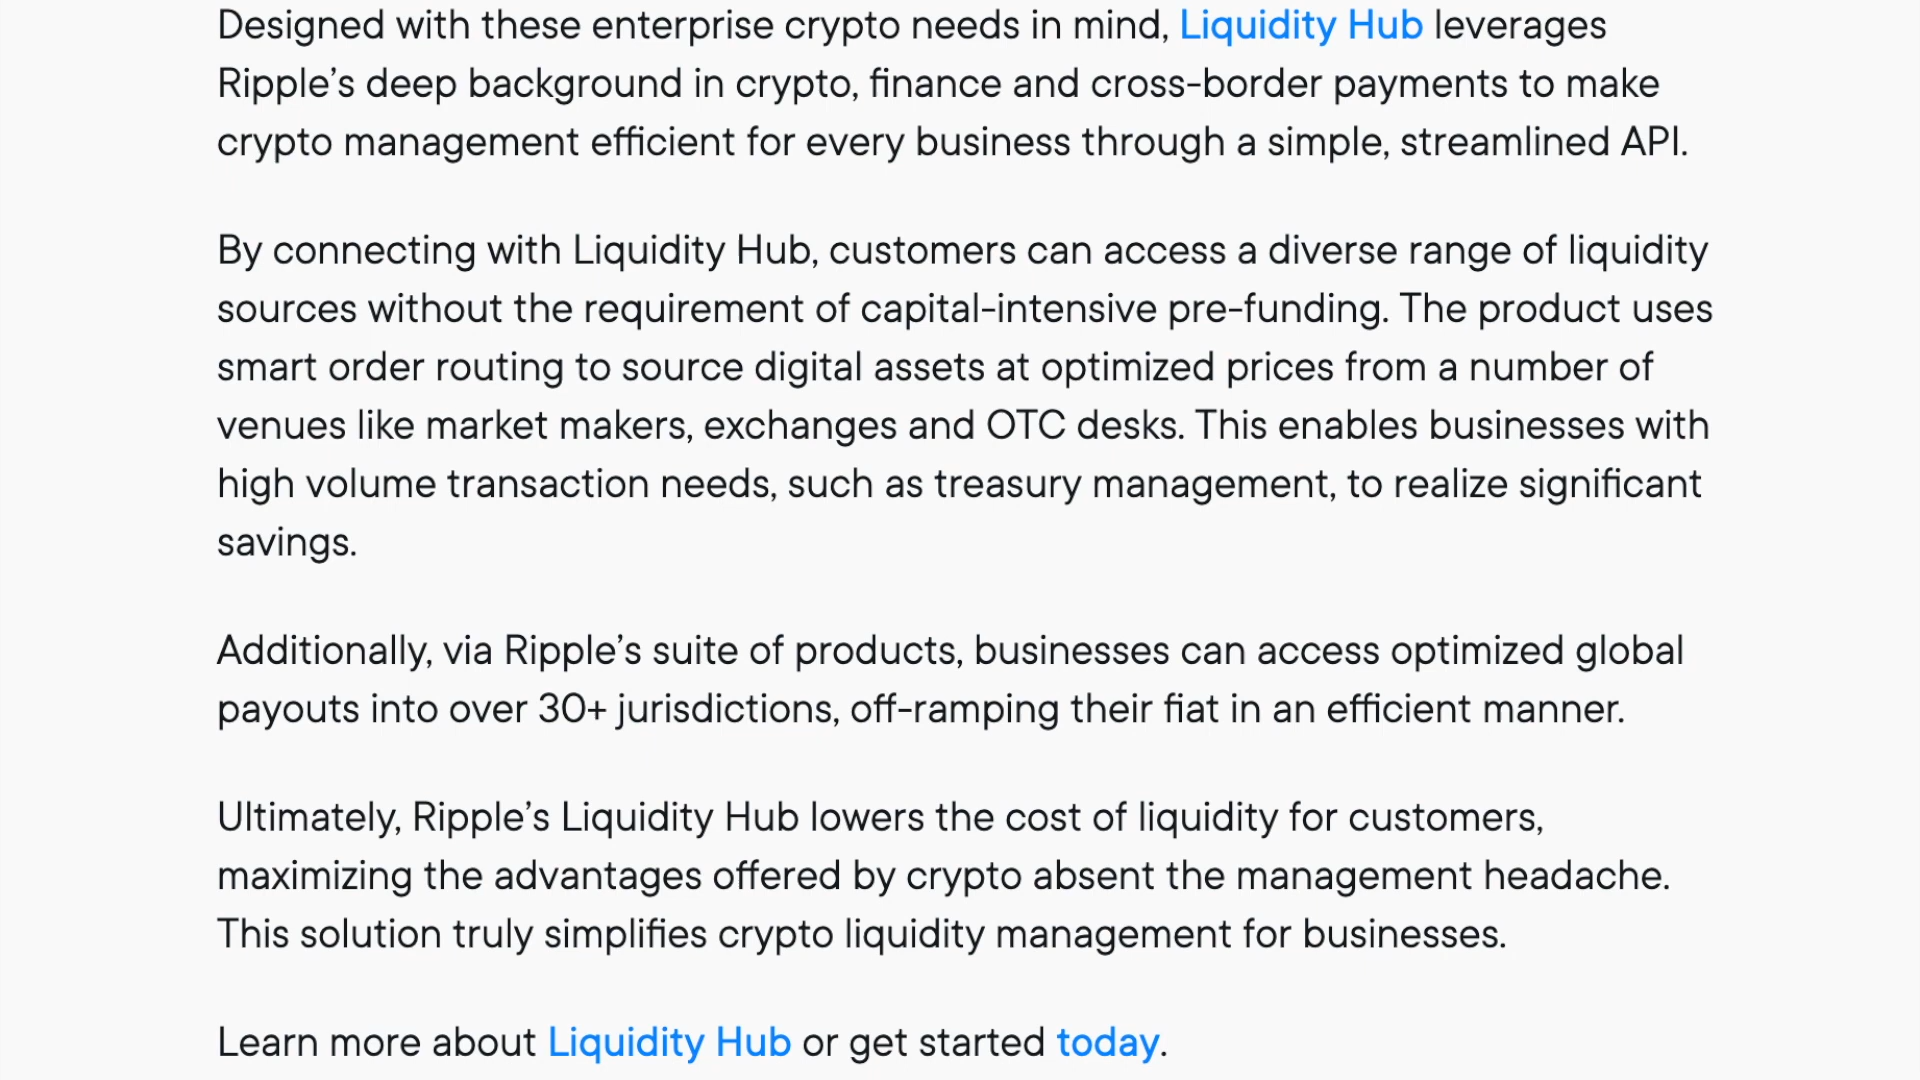 Designed with these enterprise crypto needs in mind, Liquidity Hub leverages
Ripple’s deep background in crypto, finance and cross-border payments to make
crypto management efficient for every business through a simple, streamlined API.
By connecting with Liquidity Hub, customers can access a diverse range of liquidity
sources without the requirement of capital-intensive pre-funding. The product uses
smart order routing to source digital assets at optimized prices from a number of
venues like market makers, exchanges and OTC desks. This enables businesses with
high volume transaction needs, such as treasury management, to realize significant
savings.
Additionally, via Ripple’s suite of products, businesses can access optimized global
payouts into over 30+ jurisdictions, off-ramping their fiat in an efficient manner.
Ultimately, Ripple’s Liquidity Hub lowers the cost of liquidity for customers,
maximizing the advantages offered by crypto absent the management headache.
This solution truly simplifies crypto liquidity management for businesses.
Learn more about Liquidity Hub or get started today.